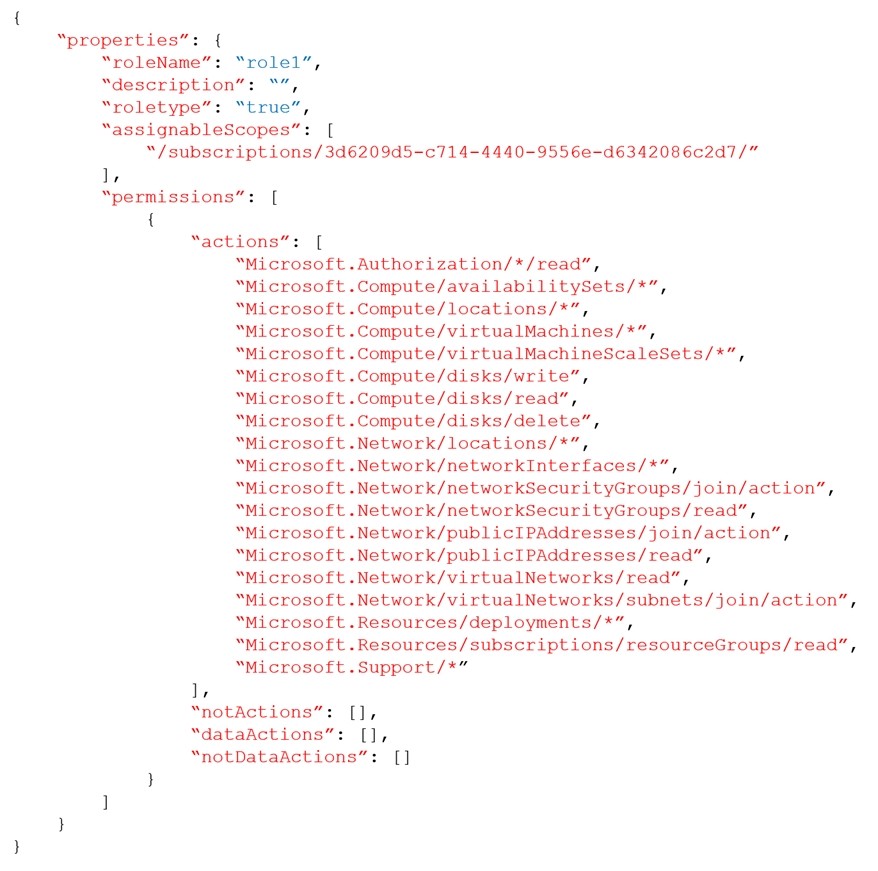 {
“properties”: {
“roleName”: “role1”,
“description”: “”,
“roletype”: “true”,
“assignableScopes”: [
“/subscriptions/3d6209d5-c714-4440-9556e-d6342086c2d7/”
],
“permissions”: [
{
“actions”: [
“Microsoft.Authorization/*/read”,
“Microsoft.Compute/availabilitySets/*”,
“Microsoft.Compute/locations/*”,
“Microsoft.Compute/virtualMachines/*”,
“Microsoft.Compute/virtualMachineScaleSets/*”,
“Microsoft.Compute/disks/write”,
“Microsoft.Compute/disks/read”,
“Microsoft.Compute/disks/delete”,
“Microsoft.Network/locations/*”,
“Microsoft.Network/networkInterfaces/*”,
“Microsoft.Network/networkSecurityGroups/join/action”,
“Microsoft.Network/networkSecurityGroups/read”,
“Microsoft.Network/publicIPAddresses/join/action”,
“Microsoft.Network/publicIPAddresses/read”,
“Microsoft.Network/virtualNetworks/read”,
“Microsoft.Network/virtualNetworks/subnets/join/action”,
“Microsoft.Resources/deployments/*”,
“Microsoft.Resources/subscriptions/resourceGroups/read”,
“Microsoft.Support/*”
],
“notActions”: [],
“dataActions”: [],
“notDataActions”: []
}
]
}
}